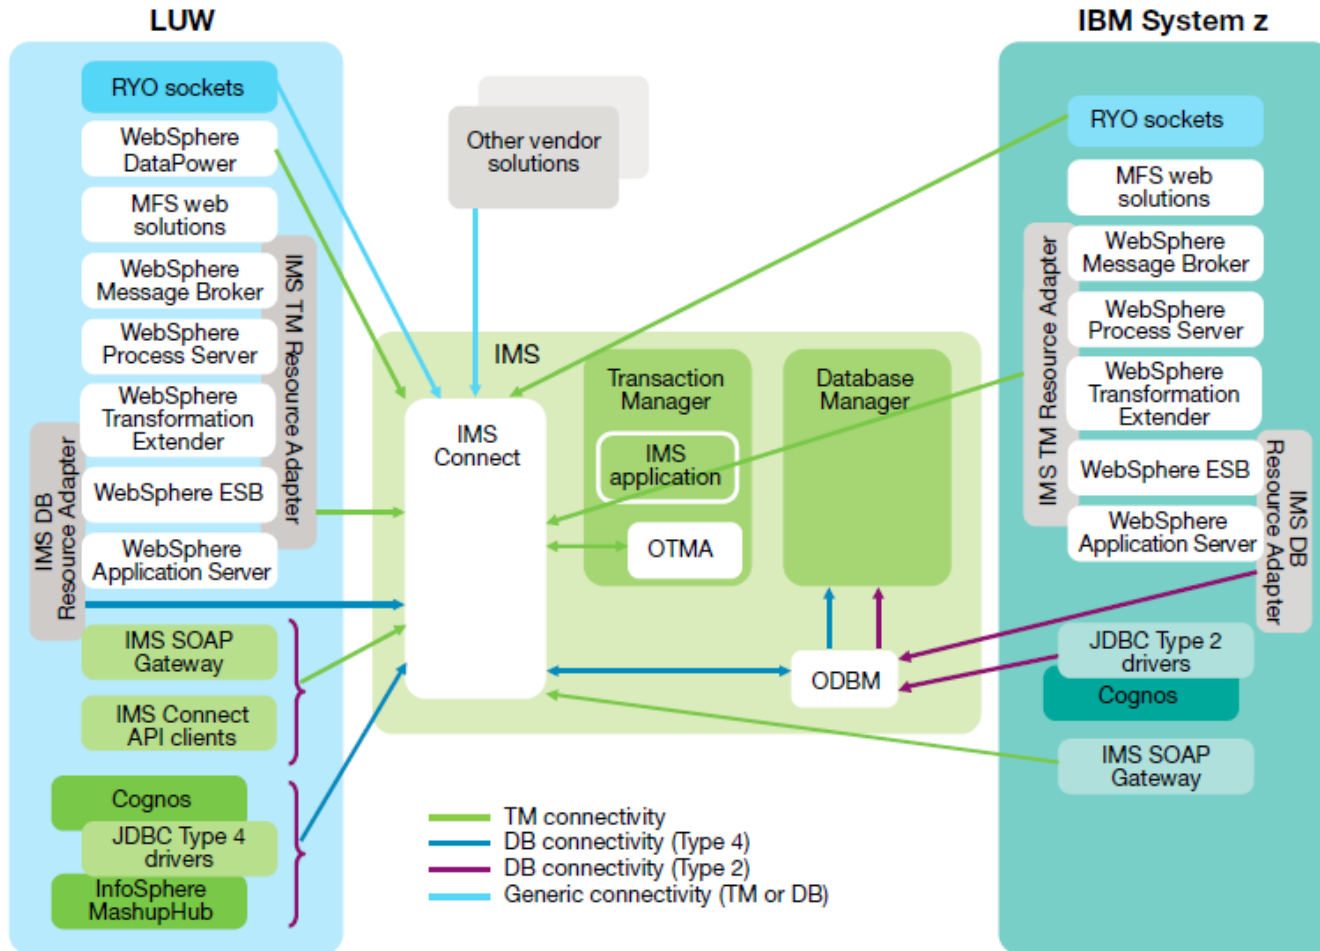 LUW
RYO sockets
WebSphere
DataPower
MFS web
solutions
WebSphere
Message Broker
WebSphere
Process Server
WebSphere
Transformation
Extender
WebSphere ESB
WebSphere
Application Server
IMS TM Resource Adapter
IMS DB
Resource Adapter
IMS SOAP
Gateway
IMS Connect
API clients
Cognos
JDBC Type 4
drivers
InfoSphere
MashupHub
Other vendor
solutions
IMS
IMS
Connect
Transaction
Manager
IMS
application
OTMA
Database
Manager
ODBM
TM connectivity
DB connectivity (Type 4)
DB connectivity (Type 2)
Generic connectivity (TM or DB)
IBM System z
RYO sockets
MFS web
solutions
WebSphere
Message Broker
WebSphere
Process Server
WebSphere
Transformation
Extender
WebSphere ESB
WebSphere
Application Server
IMS TM Resource Adapter
IMS DB
Resource Adapter
JDBC Type 2
drivers
Cognos
IMS SOAP
Gateway